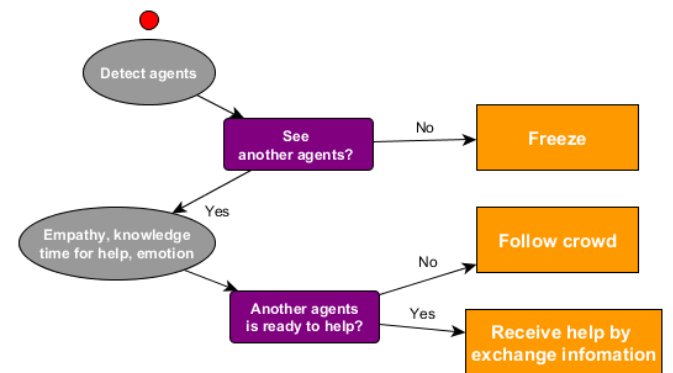 Detect agents
See
another agents?
No
Freeze
Yes
Empathy, knowledge
time for help, emotion
Follow crowd
No
Another agents
is ready to help?
Yes
Receive help by
exchange infomation